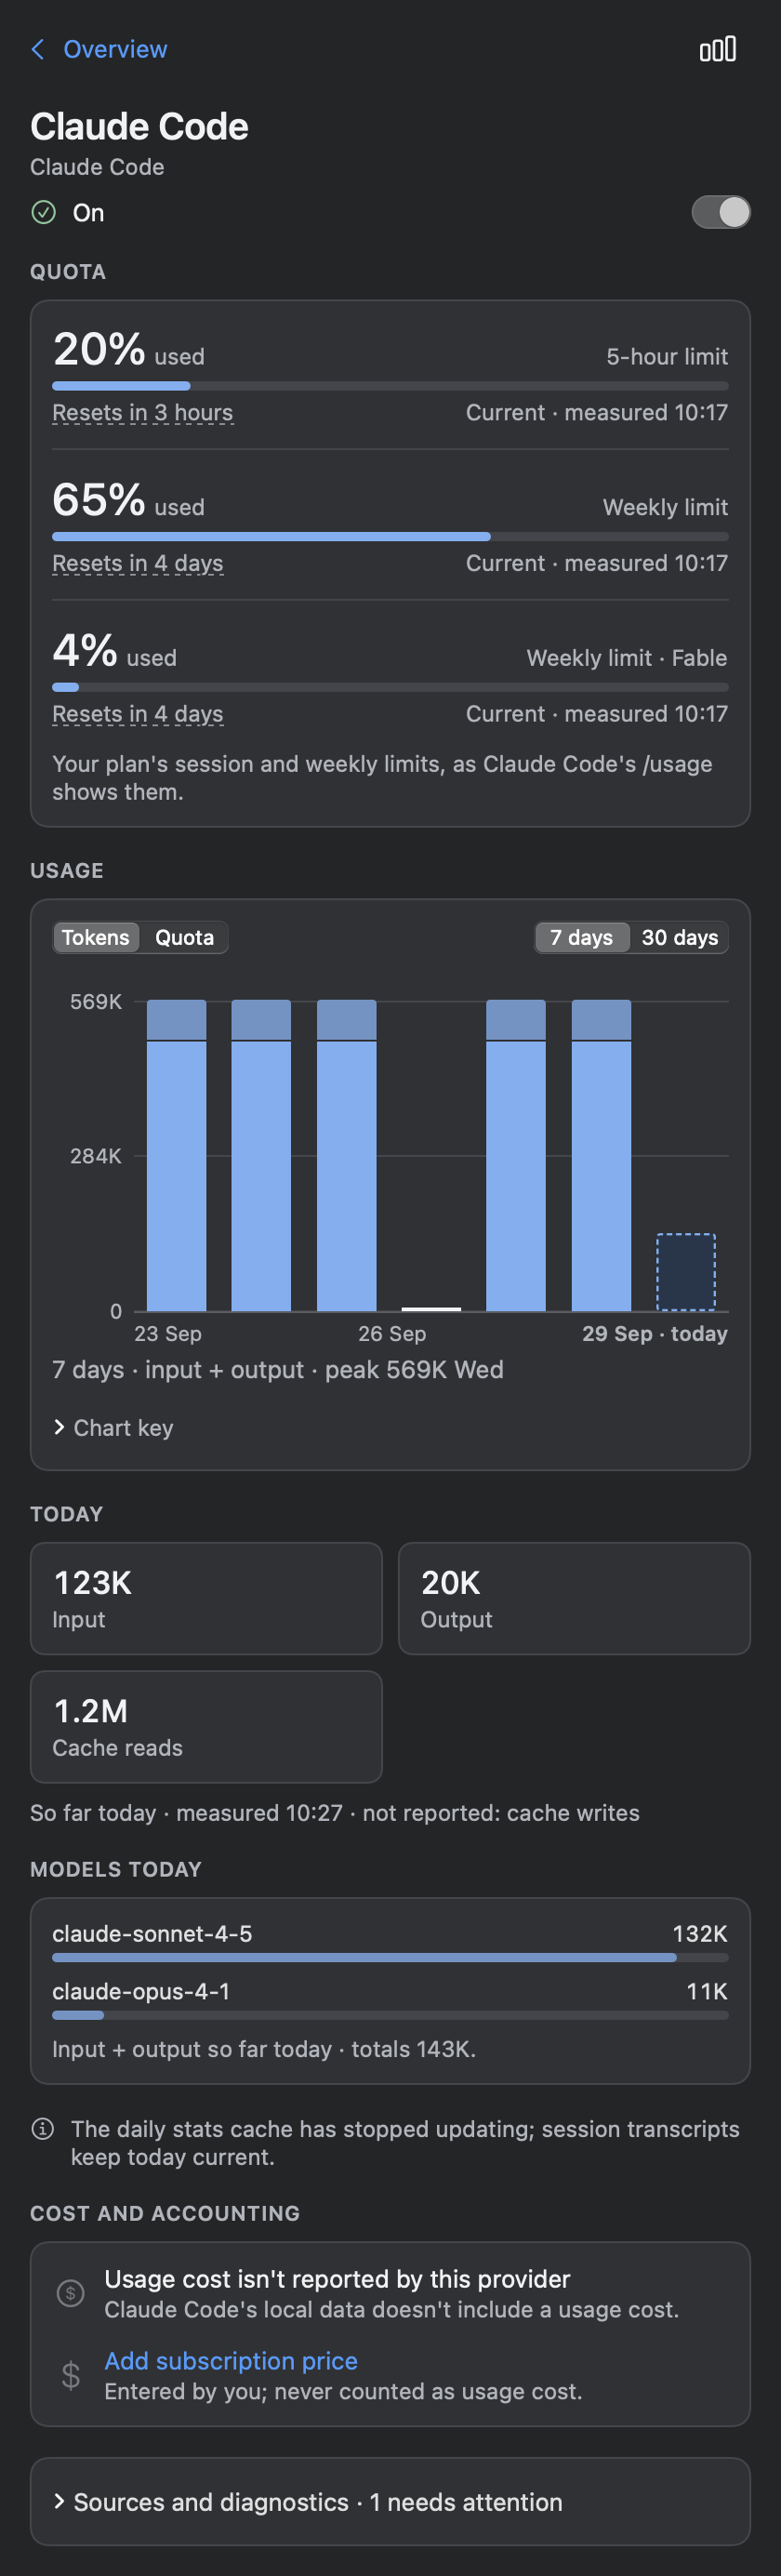 Overview
Claude Code
Claude Code
On
QUOTA
20% used 5-hour limit
Resets in 3 hours Current · measured 10:17
65% used Weekly limit
Resets in 4 days Current · measured 10:17
4% used Weekly limit · Fable
Resets in 4 days Current · measured 10:17
Your plan's session and weekly limits, as Claude Code's /usage
shows them.
USAGE
Tokens Quota 7 days 30 days
569K
284K
0
23 Sep 26 Sep 29 Sep · today
7 days · input + output · peak 569K Wed
Chart key
TODAY
123K
Input
20K
Output
1.2M
Cache reads
So far today · measured 10:27 · not reported: cache writes
MODELS TODAY
claude-sonnet-4-5 132K
claude-opus-4-1 11K
Input + output so far today · totals 143K.
The daily stats cache has stopped updating; session transcripts
keep today current.
COST AND ACCOUNTING
$ Usage cost isn't reported by this provider
Claude Code's local data doesn't include a usage cost.
$ Add subscription price
Entered by you; never counted as usage cost.
Sources and diagnostics · 1 needs attention